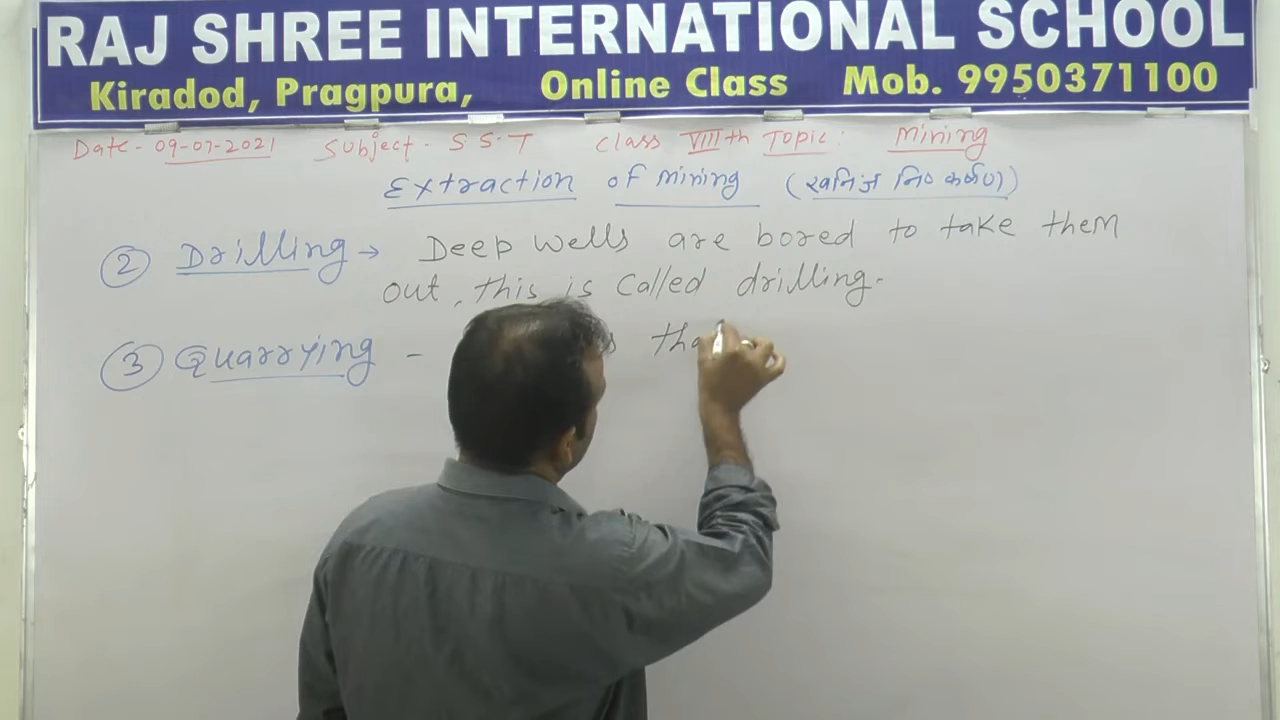 RAJ SHREE INTERNATIONAL SCHOOL
Kiradod, Pragpura, Online Class Mob. 9950371100
Date - 09-07-2021 Subject - S.S.T Class VIIIth Topic: Mining
Extraction of mining (खनिज निष्कर्षण)
② Drilling → Deep wells are bored to take them
out, this is called drilling.
③ Quarrying -